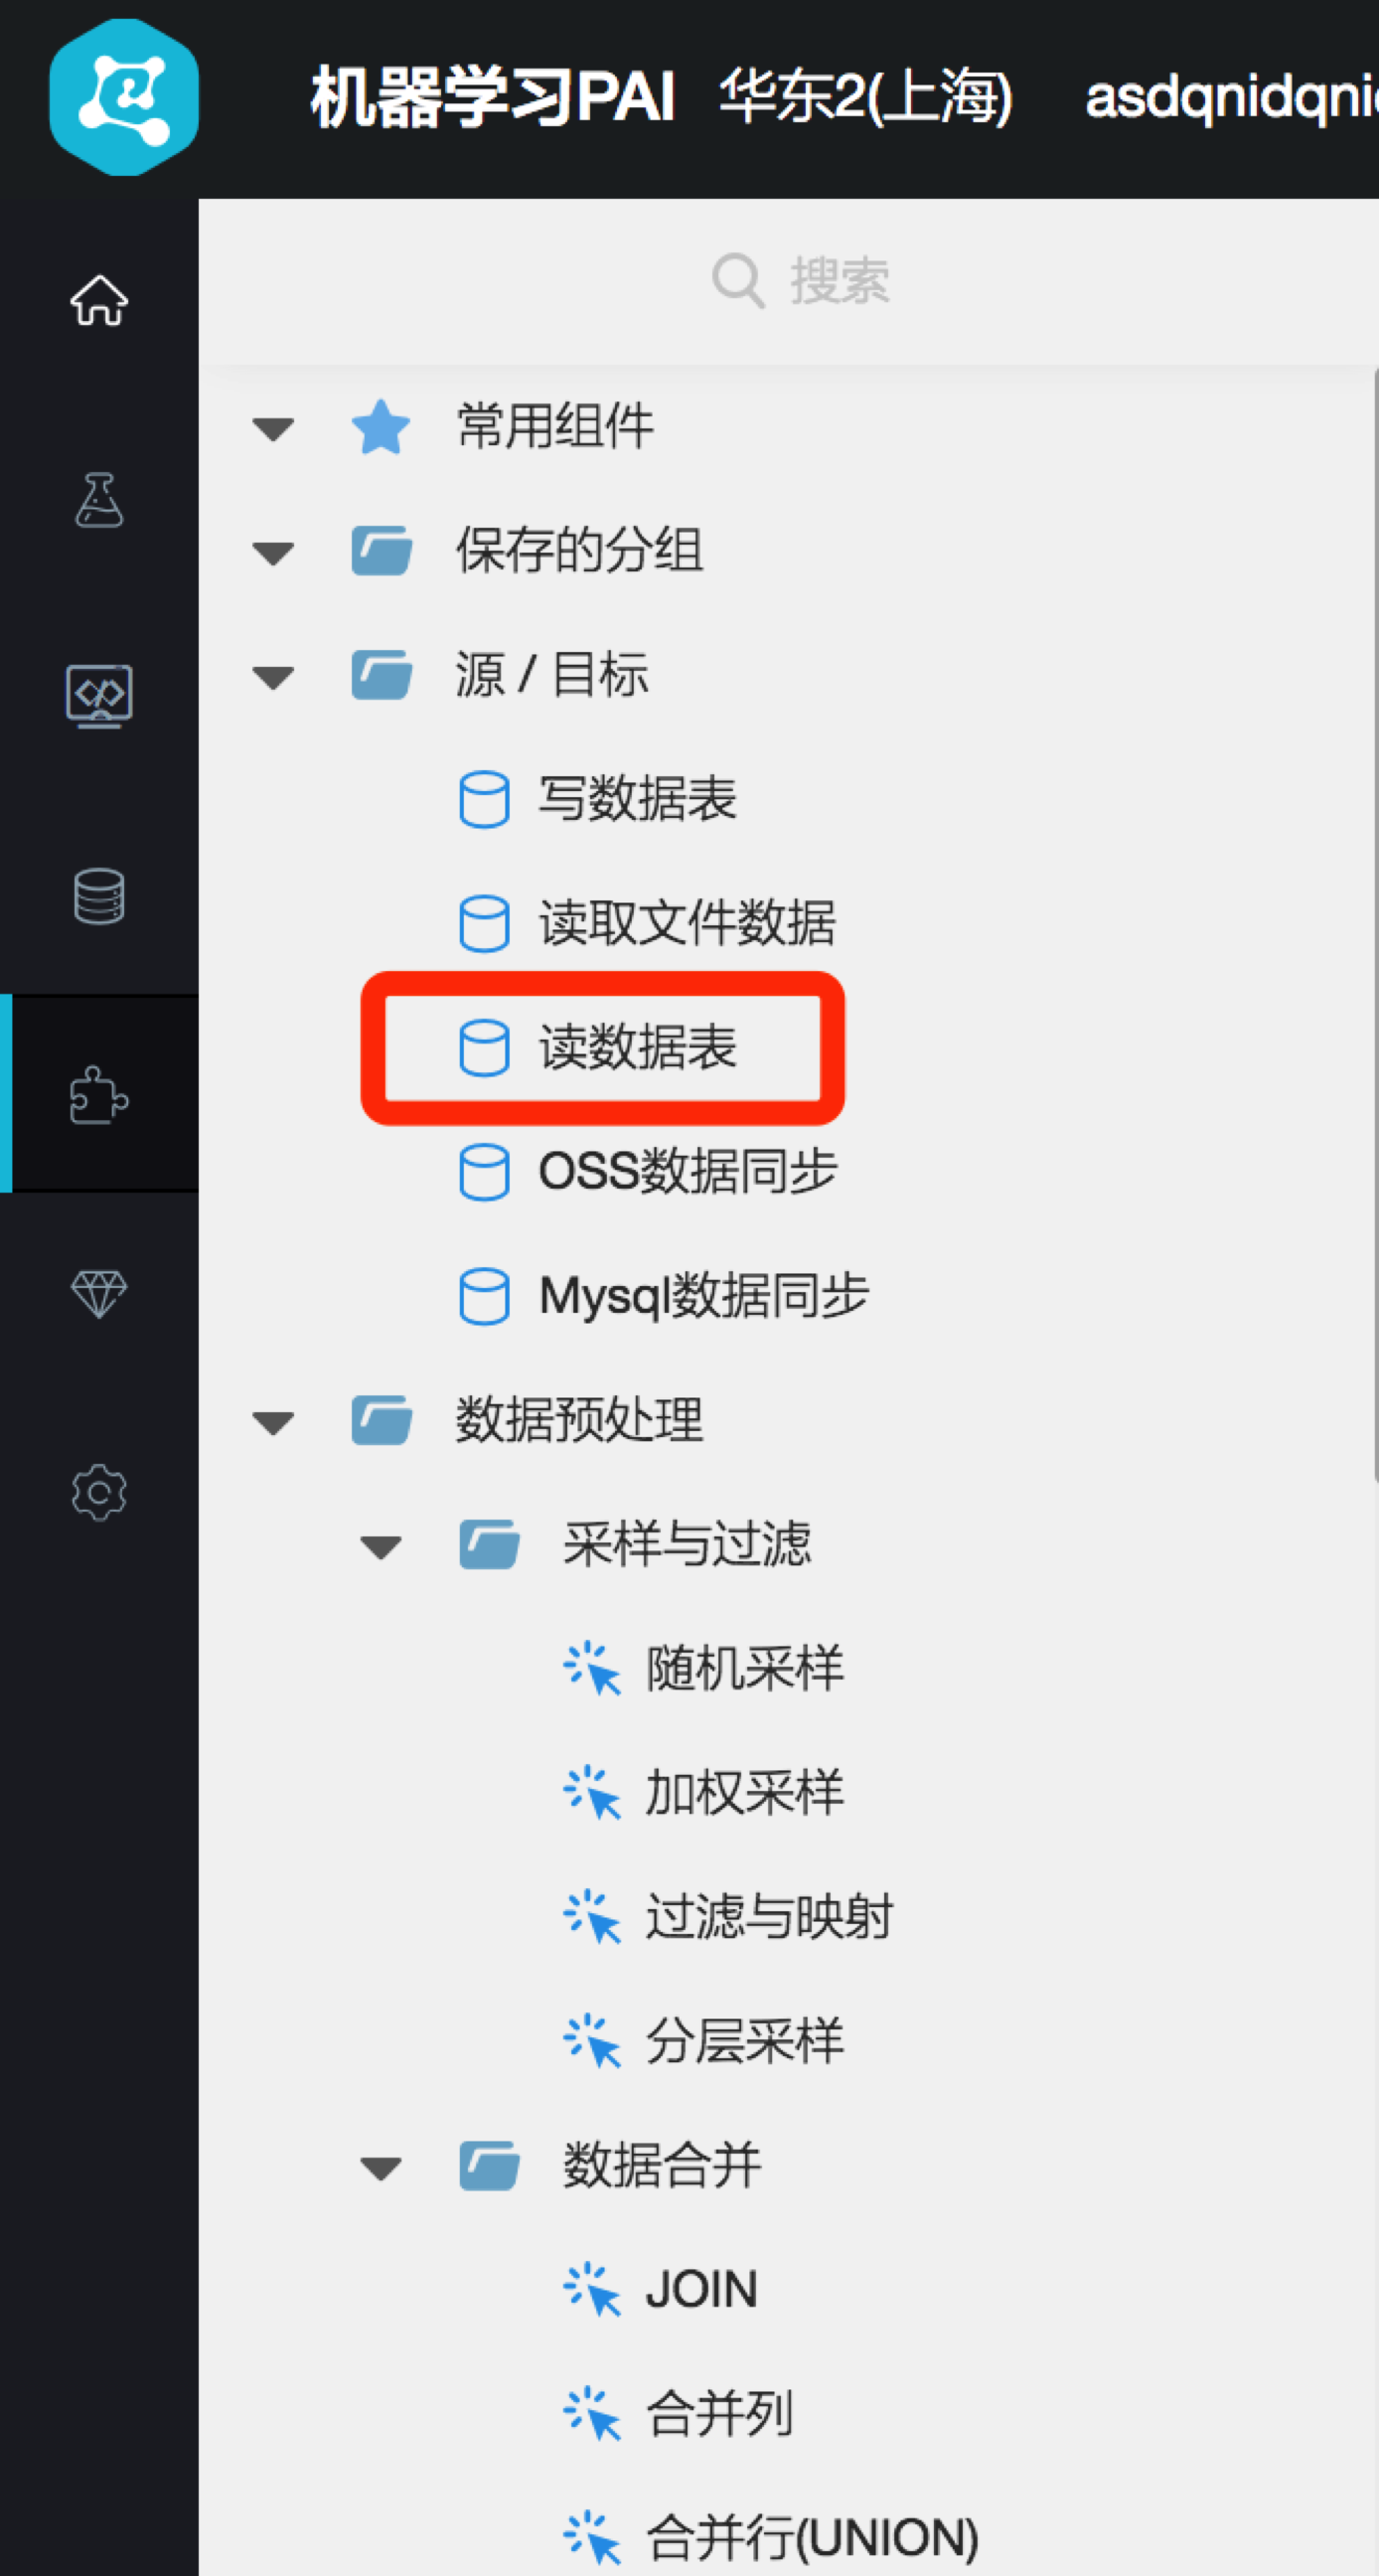 机器学习PAI 华东2(上海) asdqnidqni
搜索
常用组件
保存的分组
源 / 目标
写数据表
读取文件数据
读数据表
OSS数据同步
Mysql数据同步
数据预处理
采样与过滤
随机采样
加权采样
过滤与映射
分层采样
数据合并
JOIN
合并列
合并行(UNION)